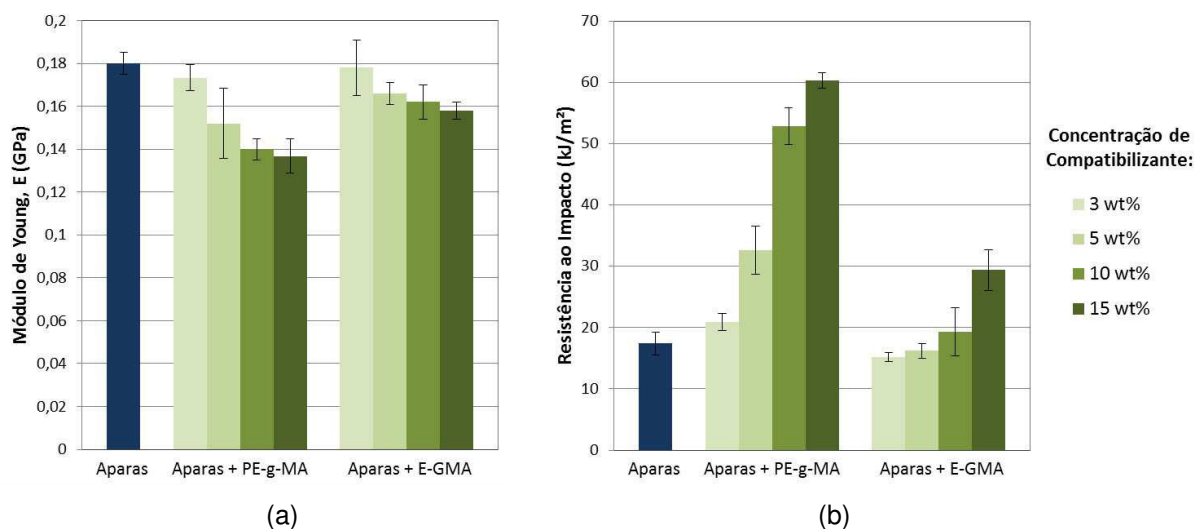 0,2
0,18
0,16
0,14
0,12
0,1
0,08
0,06
0,04
0,02
0
Módulo de Young, E (GPa)
Aparas
Aparas + PE-g-MA
Aparas + E-GMA
(a)
70
60
50
40
30
20
10
0
Resistência ao Impacto (kJ/m²)
Aparas
Aparas + PE-g-MA
Aparas + E-GMA
(b)
Concentração de
Compatibilizante:
3 wt%
5 wt%
10 wt%
15 wt%